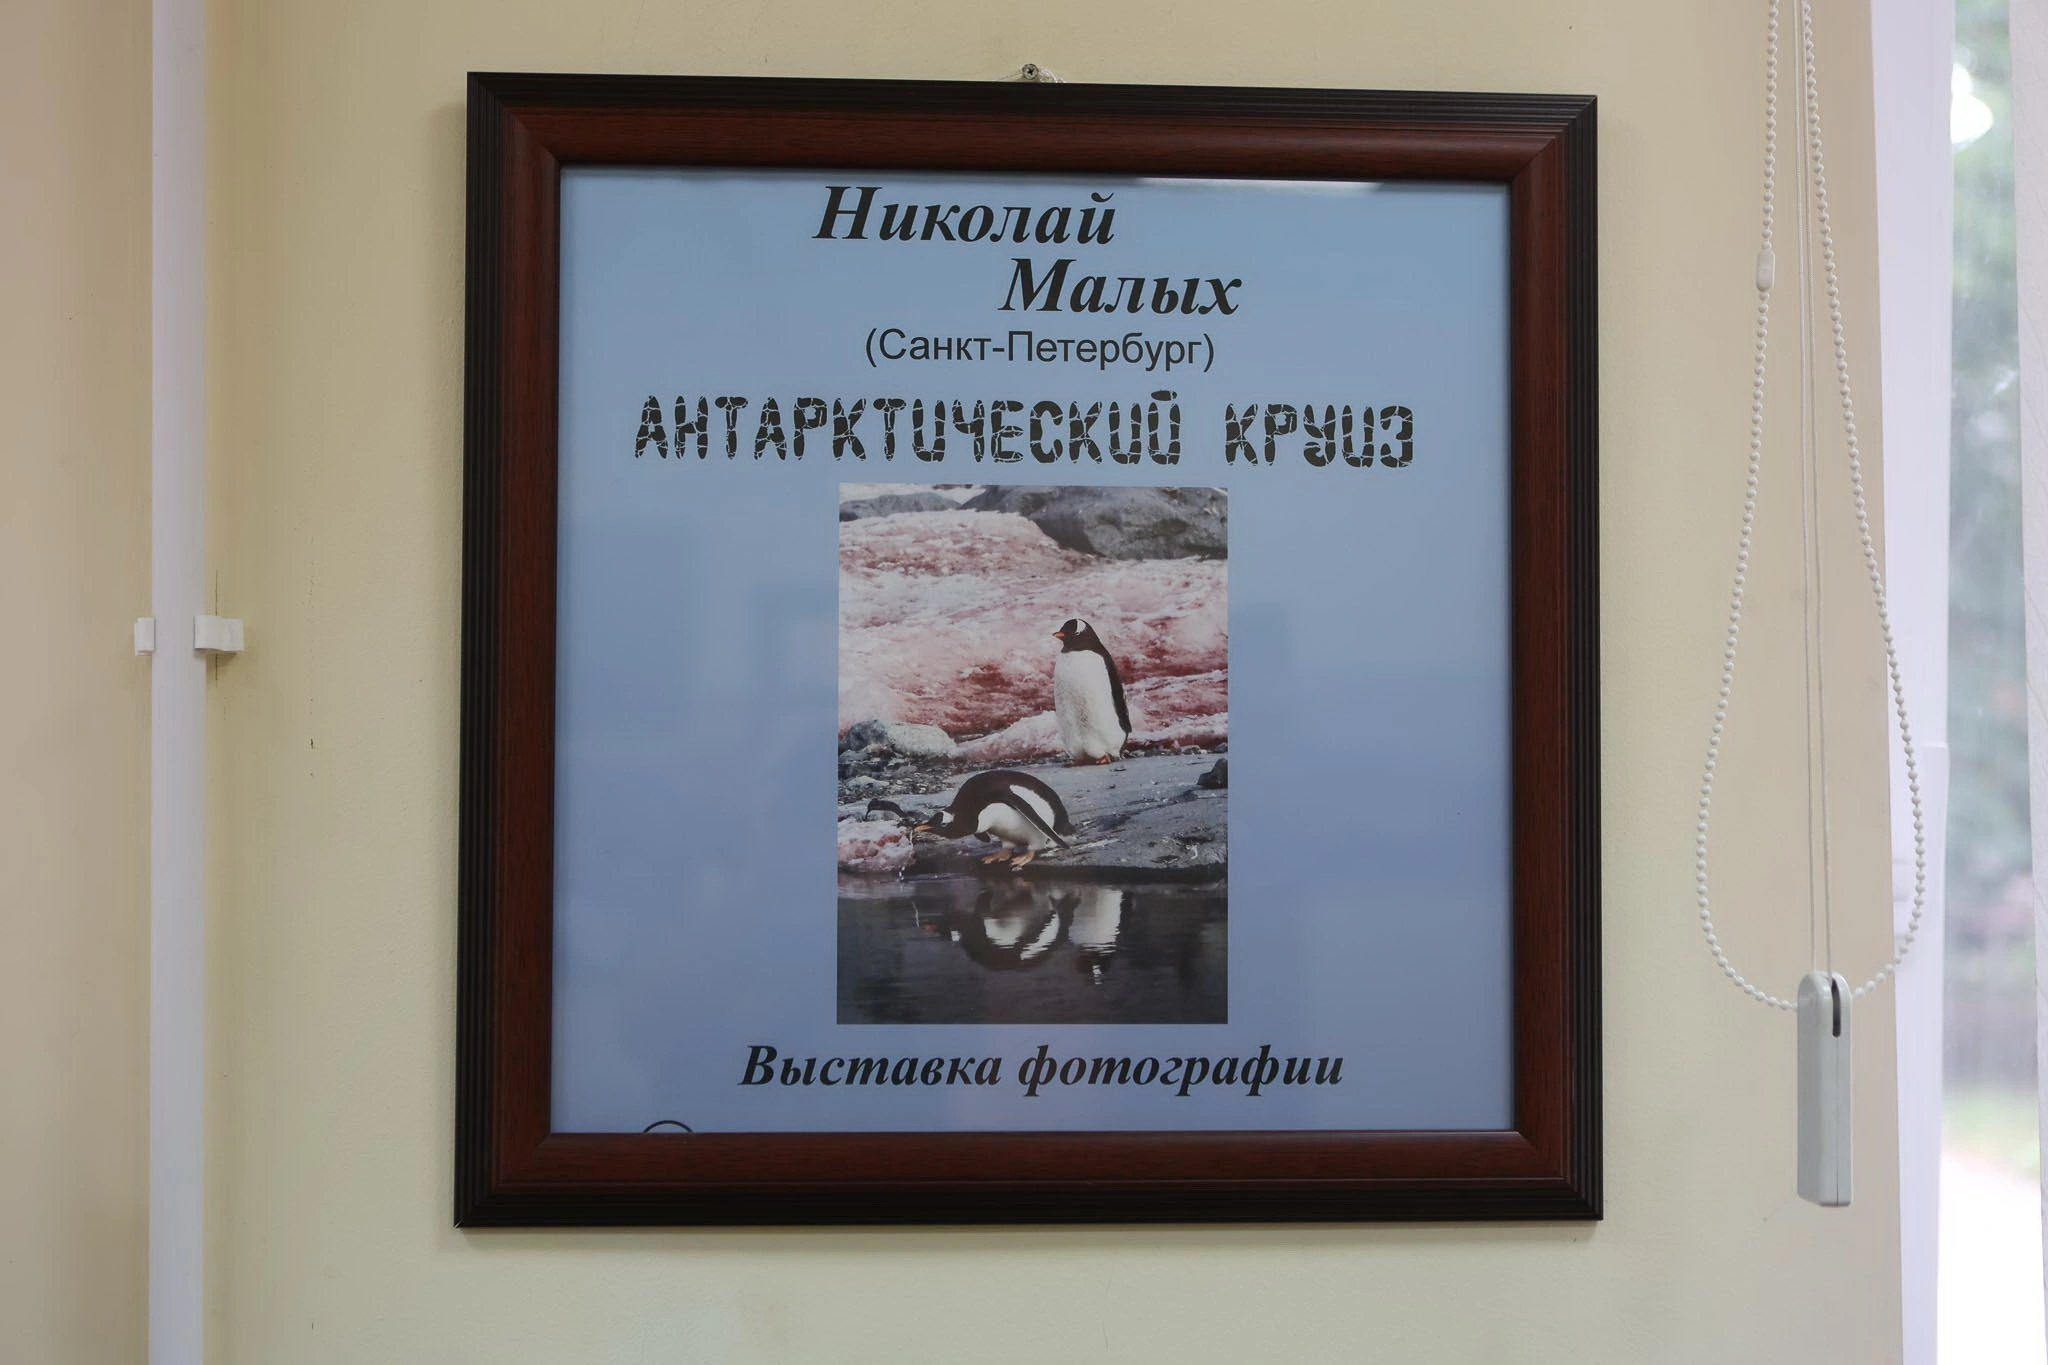 Николай
Малых
(Санкт-Петербург)
АНТАРКТИЧЕСКИЙ КРУИЗ
Выставка фотографии